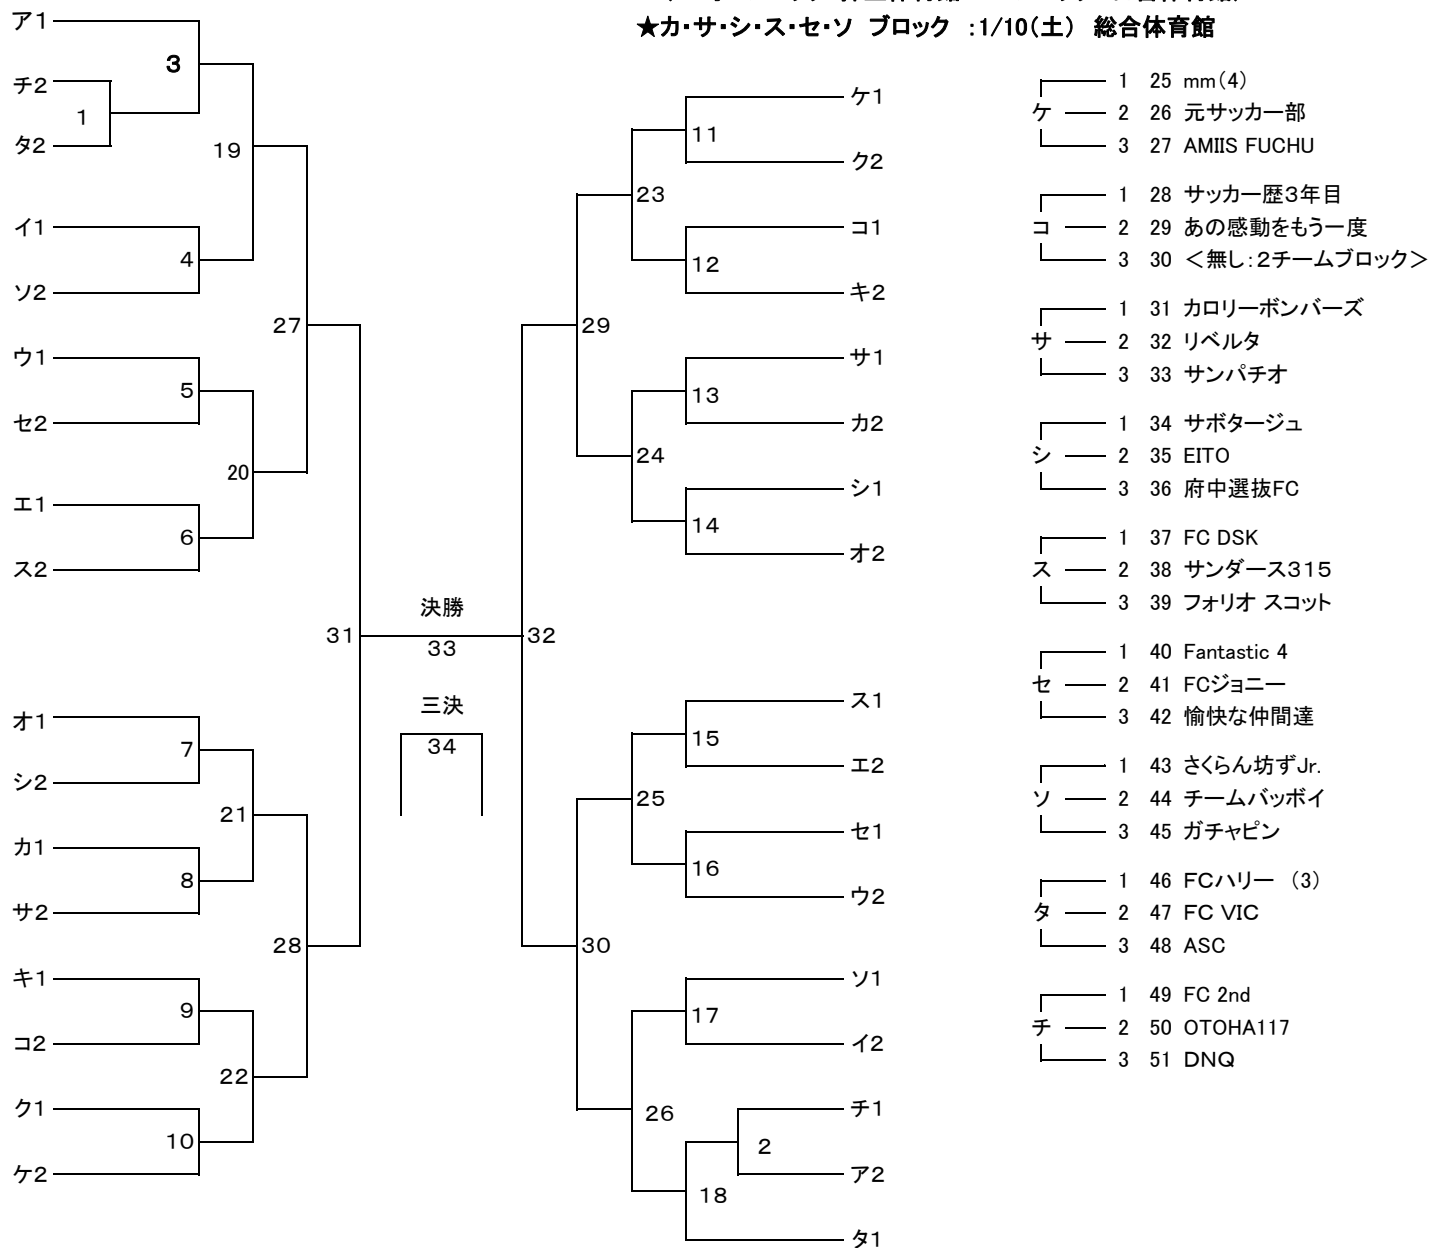 ★カ・サ・シ・ス・セ・ソ ブロック :1/10(土) 総合体育館
ア1
3
チ2
1
タ2
19
イ1
4
ソ2
27
ウ1
5
セ2
20
エ1
6
ス2
31
決勝
33
三決
34
オ1
7
シ2
21
カ1
8
サ2
28
キ1
9
コ2
22
ク1
10
ケ2
ケ1
11
ク2
23
コ1
12
キ2
29
サ1
13
カ2
24
シ1
14
オ2
32
ス1
15
エ2
25
セ1
16
ウ2
30
ソ1
17
イ2
26
チ1
2
ア2
18
タ1
1 25 mm(4)
ケ 2 26 元サッカー部
3 27 AMIIS FUCHU
1 28 サッカー歴3年目
コ 2 29 あの感動をもう一度
3 30 <無し:2チームブロック>
1 31 カロリーボンバーズ
サ 2 32 リベルタ
3 33 サンパチオ
1 34 サボタージュ
シ 2 35 EITO
3 36 府中選抜FC
1 37 FC DSK
ス 2 38 サンダース315
3 39 フォリオ スコット
1 40 Fantastic 4
セ 2 41 FCジョニー
3 42 愉快な仲間達
1 43 さくらん坊ずJr.
ソ 2 44 チームバッボイ
3 45 ガチャピン
1 46 FCハリー (3)
タ 2 47 FC VIC
3 48 ASC
1 49 FC 2nd
チ 2 50 OTOHA117
3 51 DNQ